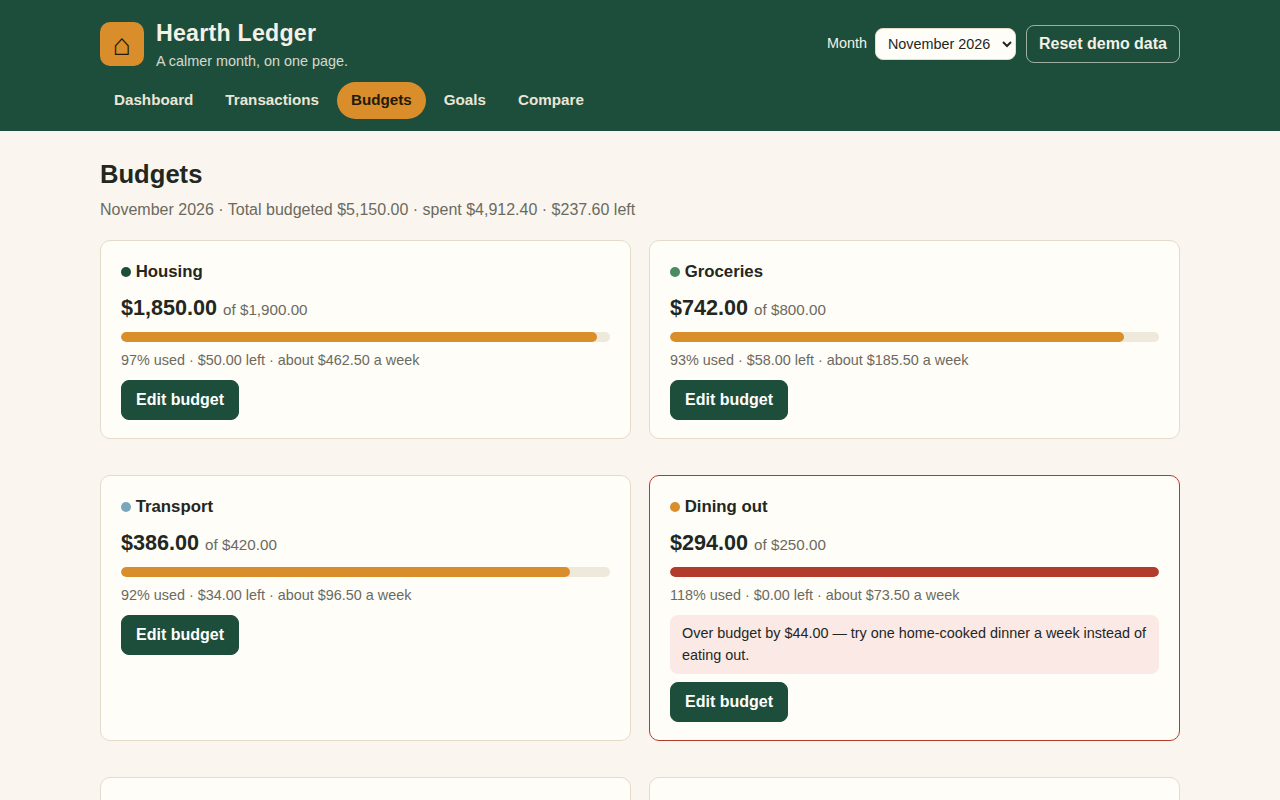 Hearth Ledger
A calmer month, on one page.
Month
November 2026
Reset demo data
Dashboard
Transactions
Budgets
Goals
Compare
Budgets
November 2026 · Total budgeted $5,150.00 · spent $4,912.40 · $237.60 left
Housing
$1,850.00 of $1,900.00
97% used · $50.00 left · about $462.50 a week
Edit budget
Groceries
$742.00 of $800.00
93% used · $58.00 left · about $185.50 a week
Edit budget
Transport
$386.00 of $420.00
92% used · $34.00 left · about $96.50 a week
Edit budget
Dining out
$294.00 of $250.00
118% used · $0.00 left · about $73.50 a week
Over budget by $44.00 — try one home-cooked dinner a week instead of
eating out.
Edit budget